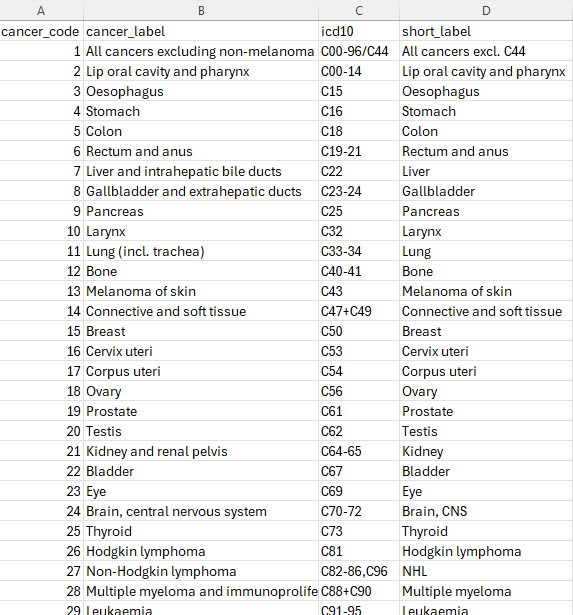 A B C D
cancer_code cancer_label icd10 short_label
1 All cancers excluding non-melanoma C00-96/C44 All cancers excl. C44
2 Lip oral cavity and pharynx C00-14 Lip oral cavity and pharynx
3 Oesophagus C15 Oesophagus
4 Stomach C16 Stomach
5 Colon C18 Colon
6 Rectum and anus C19-21 Rectum and anus
7 Liver and intrahepatic bile ducts C22 Liver
8 Gallbladder and extrahepatic ducts C23-24 Gallbladder
9 Pancreas C25 Pancreas
10 Larynx C32 Larynx
11 Lung (incl. trachea) C33-34 Lung
12 Bone C40-41 Bone
13 Melanoma of skin C43 Melanoma of skin
14 Connective and soft tissue C47+C49 Connective and soft tissue
15 Breast C50 Breast
16 Cervix uteri C53 Cervix uteri
17 Corpus uteri C54 Corpus uteri
18 Ovary C56 Ovary
19 Prostate C61 Prostate
20 Testis C62 Testis
21 Kidney and renal pelvis C64-65 Kidney
22 Bladder C67 Bladder
23 Eye C69 Eye
24 Brain, central nervous system C70-72 Brain, CNS
25 Thyroid C73 Thyroid
26 Hodgkin lymphoma C81 Hodgkin lymphoma
27 Non-Hodgkin lymphoma C82-86,C96 NHL
28 Multiple myeloma and immunoprolife C88+C90 Multiple myeloma
29 Leukaemia C91-95 Leukaemia